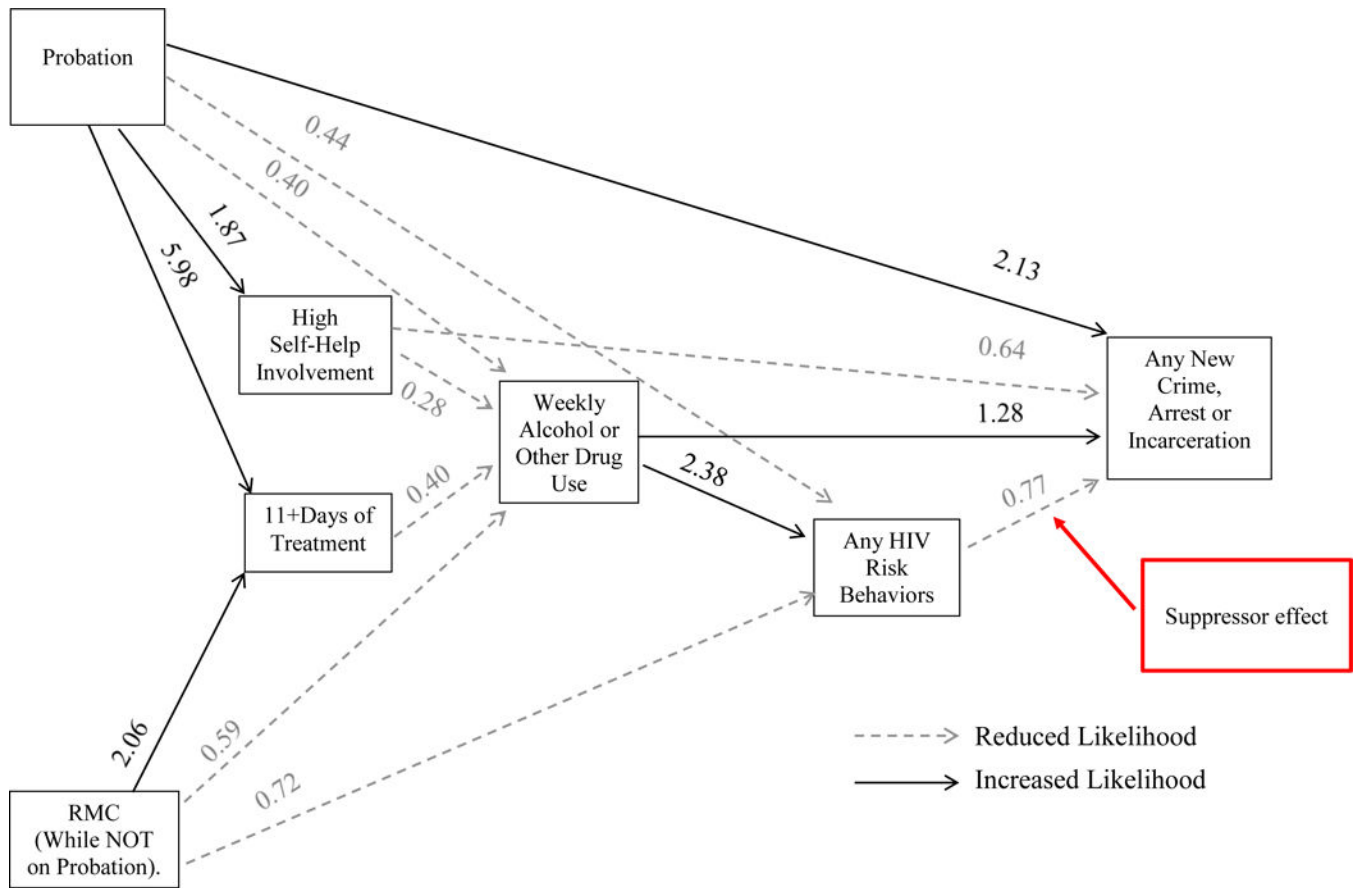 Probation
0.44
0.40
1.87
5.98
2.13
High
Self-Help
Involvement
0.64
Any New
Crime,
Arrest or
Incarceration
0.28
Weekly
Alcohol or
Other Drug
Use
1.28
2.38
0.40
11+Days of
Treatment
0.77
Any HIV
Risk
Behaviors
Suppressor effect
2.06
0.59
0.72
Reduced Likelihood
Increased Likelihood
RMC
(While NOT
on Probation).